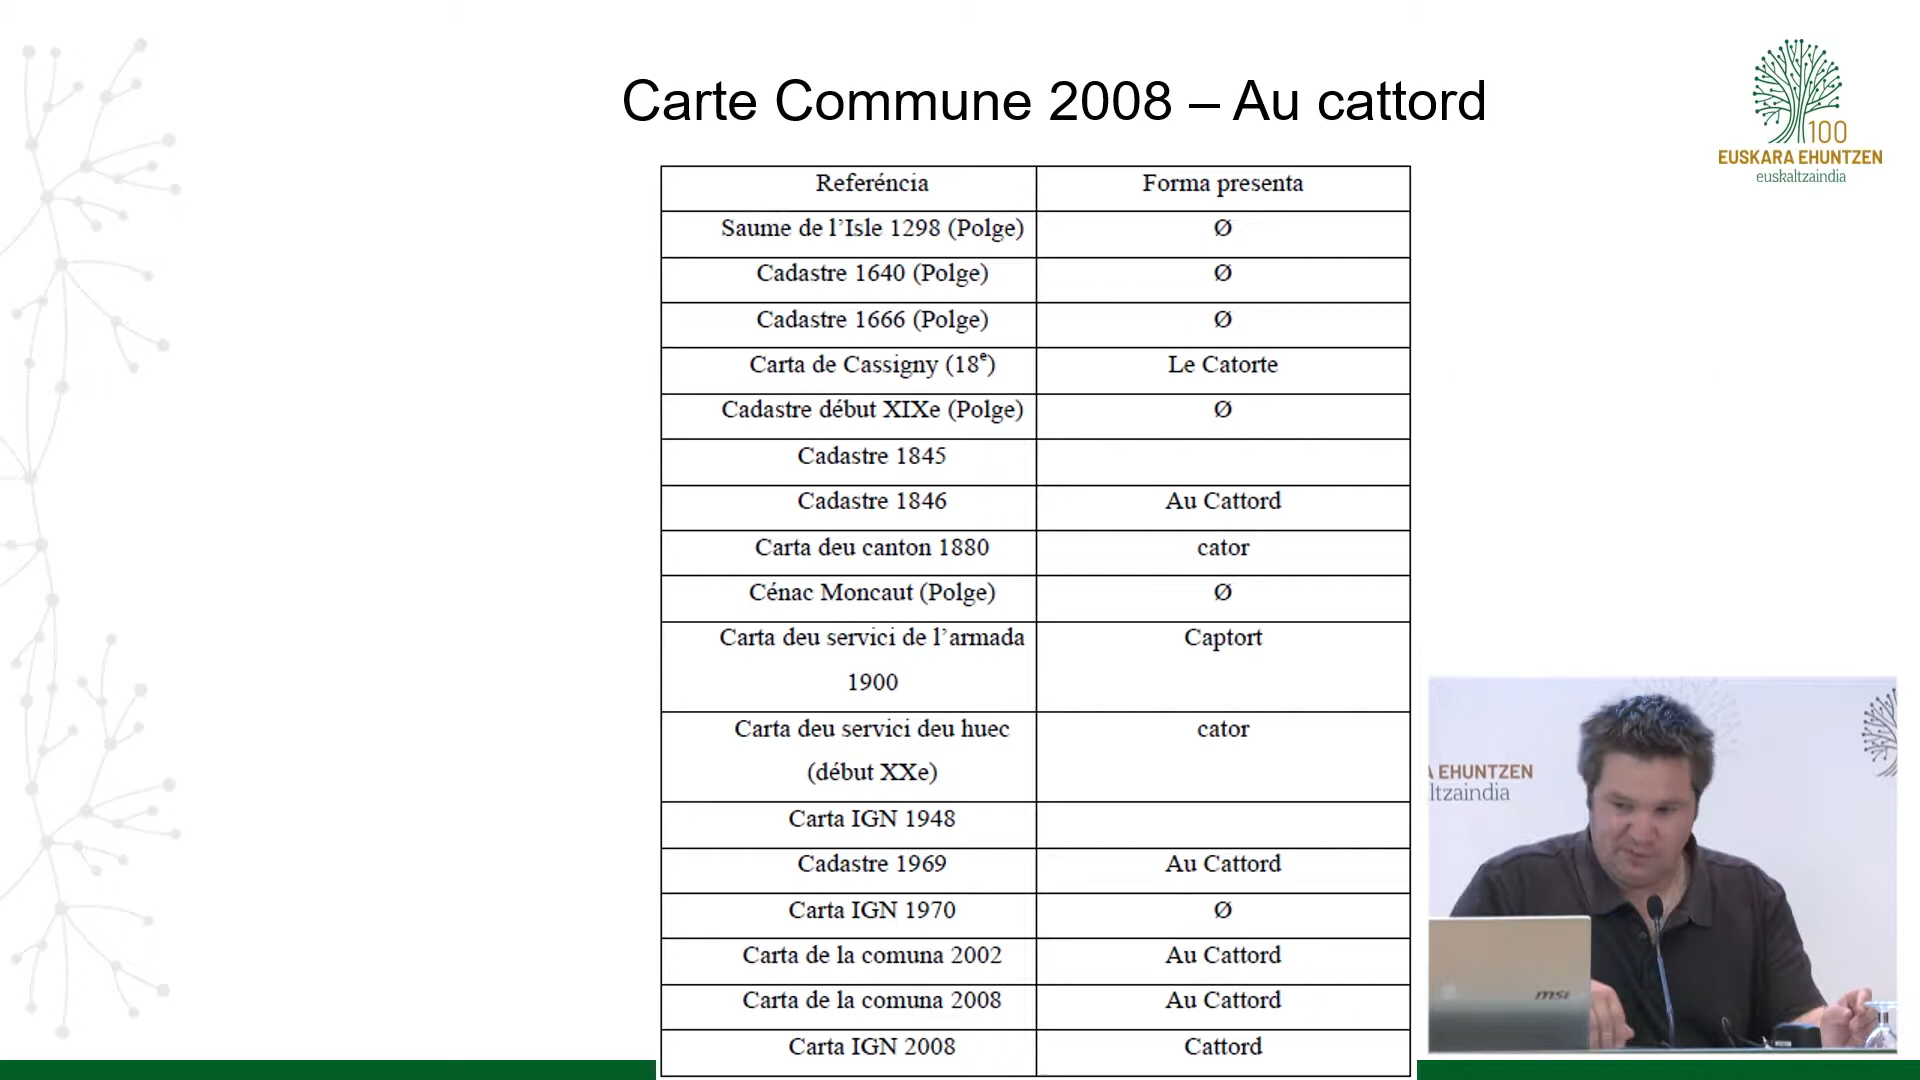 Carte Commune 2008 – Au cattord
100
EUSKARA EHUNTZEN
euskaltzaindia
Referéncia Forma presenta
Saume de l’Isle 1298 (Polge) Ø
Cadastre 1640 (Polge) Ø
Cadastre 1666 (Polge) Ø
Carta de Cassigny (18e) Le Catorte
Cadastre début XIXe (Polge) Ø
Cadastre 1845
Cadastre 1846 Au Cattord
Carta deu canton 1880 cator
Cénac Moncaut (Polge) Ø
Carta deu servici de l’armada Captort
1900
Carta deu servici deu huec cator
(début XXe)
Carta IGN 1948
Cadastre 1969 Au Cattord
Carta IGN 1970 Ø
Carta de la comuna 2002 Au Cattord
Carta de la comuna 2008 Au Cattord
Carta IGN 2008 Cattord
A EHUNTZEN
ltzaindia
msi